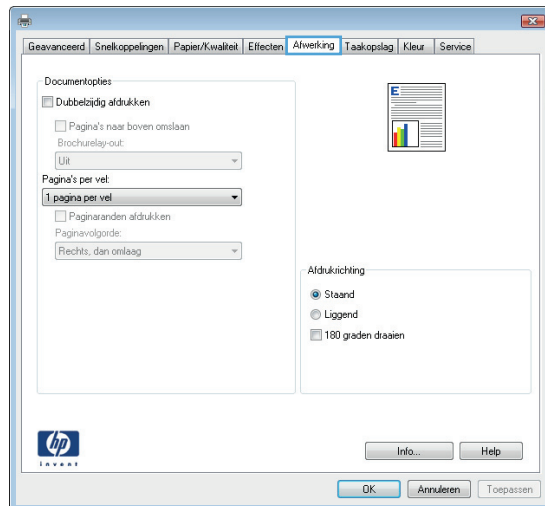 Geavanceerd Snelkoppelingen Papier/Kwaliteit Effecten Afwerking Taakopslag Kleur Service
Documentopties
Dubbelzijdig afdrukken
Pagina's naar boven omslaan
Brochurelay-out:
Uit
Pagina's per vel:
1 pagina per vel
Paginaranden afdrukken
Paginavolgorde:
Rechts, dan omlaag
E
Afdrukrichting
Staand
Liggend
180 graden draaien
hp
invent
Info... Help
OK Annuleren Toepassen